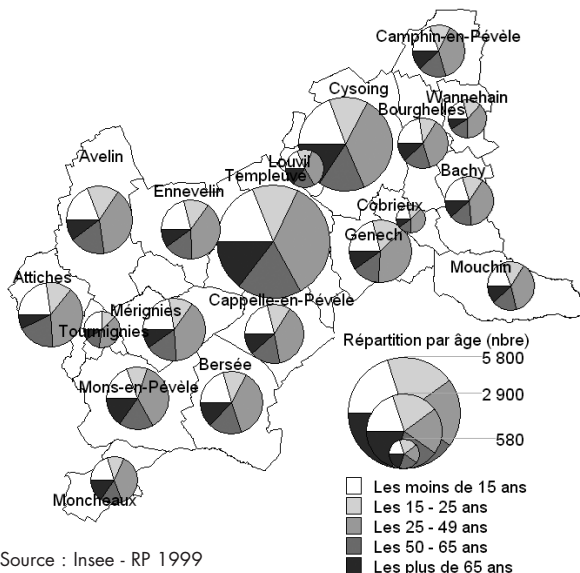 Camphin-en-Pévèle
Cysoing
Wannehain
Bourghelles
Avelin
Louvil
Templeuve
Bachy
Ennevelin
Cobrieux
Genech
Mouchin
Attiches
Mérignies
Cappelle-en-Pévèle
Tourmignies
Répartition par âge (nbre)
5 800
Bersée
Mons-en-Pévèle
2 900
580
Les moins de 15 ans
Moncheaux
Les 15 - 25 ans
Les 25 - 49 ans
Les 50 - 65 ans
Les plus de 65 ans
Source : Insee - RP 1999